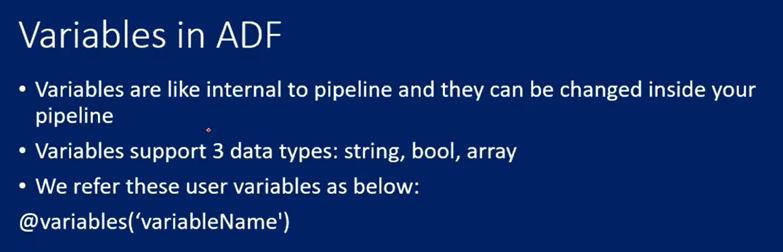 Variables in ADF
• Variables are like internal to pipeline and they can be changed inside your
pipeline
• Variables support 3 data types: string, bool, array
• We refer these user variables as below:
@variables(‘variableName')